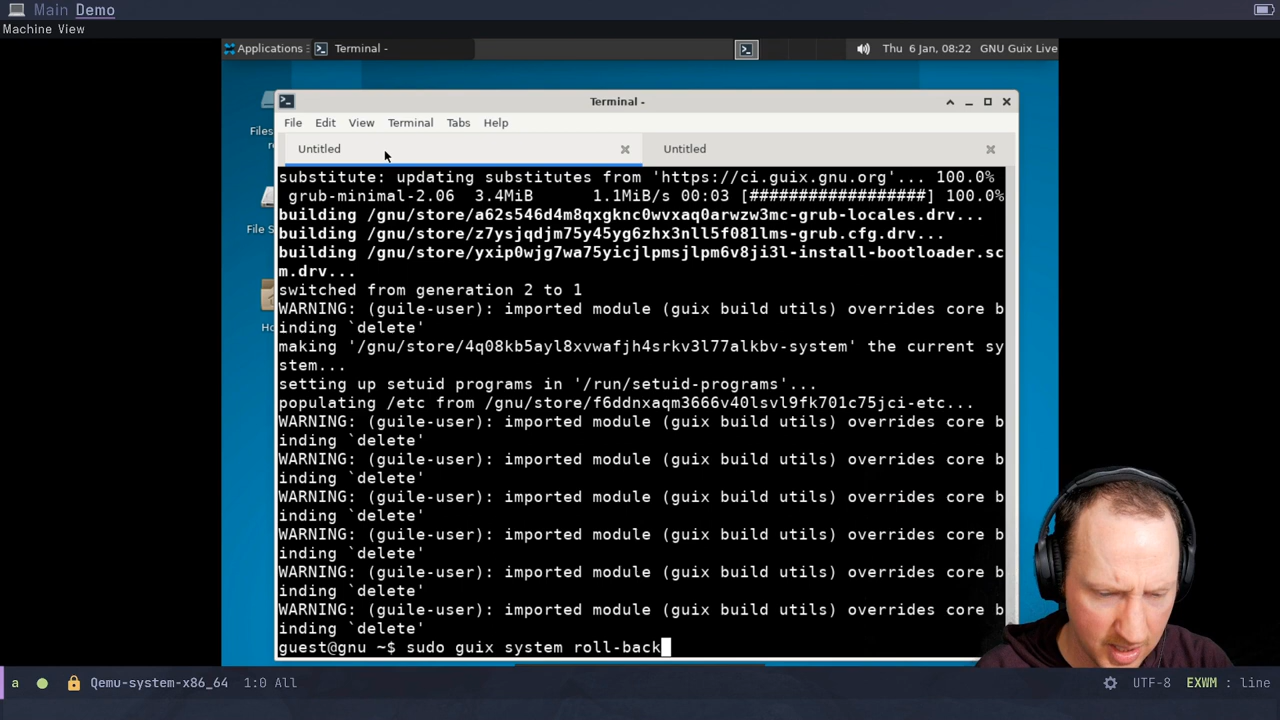 Main Demo
Machine View
Applications Terminal - Thu 6 Jan, 08:22 GNU Guix Live
Terminal -
File Edit View Terminal Tabs Help
Untitled Untitled
substitute: updating substitutes from 'https://ci.guix.gnu.org'... 100.0%
grub-minimal-2.06 3.4MiB 1.1MiB/s 00:03 [##################] 100.0%
building /gnu/store/a62s546d4m8qxgknc0wvxaq0arwzw3mc-grub-locales.drv...
building /gnu/store/z7ysjqdjm75y45yg6zhx3nll5f081lms-grub.cfg.drv...
building /gnu/store/yxip0wjg7wa75yicjlpmsjlpm6v8ji3l-install-bootloader.sc
m.drv...
switched from generation 2 to 1
WARNING: (guile-user): imported module (guix build utils) overrides core b
inding `delete'
making '/gnu/store/4q08kb5ayl8xvwafjh4srkv3l77alkbv-system' the current sy
stem...
setting up setuid programs in '/run/setuid-programs'...
populating /etc from /gnu/store/f6ddnxaqm3666v40lsvl9fk701c75jci-etc...
WARNING: (guile-user): imported module (guix build utils) overrides core b
inding `delete'
WARNING: (guile-user): imported module (guix build utils) overrides core b
inding `delete'
WARNING: (guile-user): imported module (guix build utils) overrides core b
inding `delete'
WARNING: (guile-user): imported module (guix build utils) overrides core b
inding `delete'
WARNING: (guile-user): imported module (guix build utils) overrides core b
inding `delete'
WARNING: (guile-user): imported module (guix build utils) overrides core b
inding `delete'
guest@gnu ~$ sudo guix system roll-back
Files
File S
Ho
a Qemu-system-x86_64 1:0 All UTF-8 EXWM : line